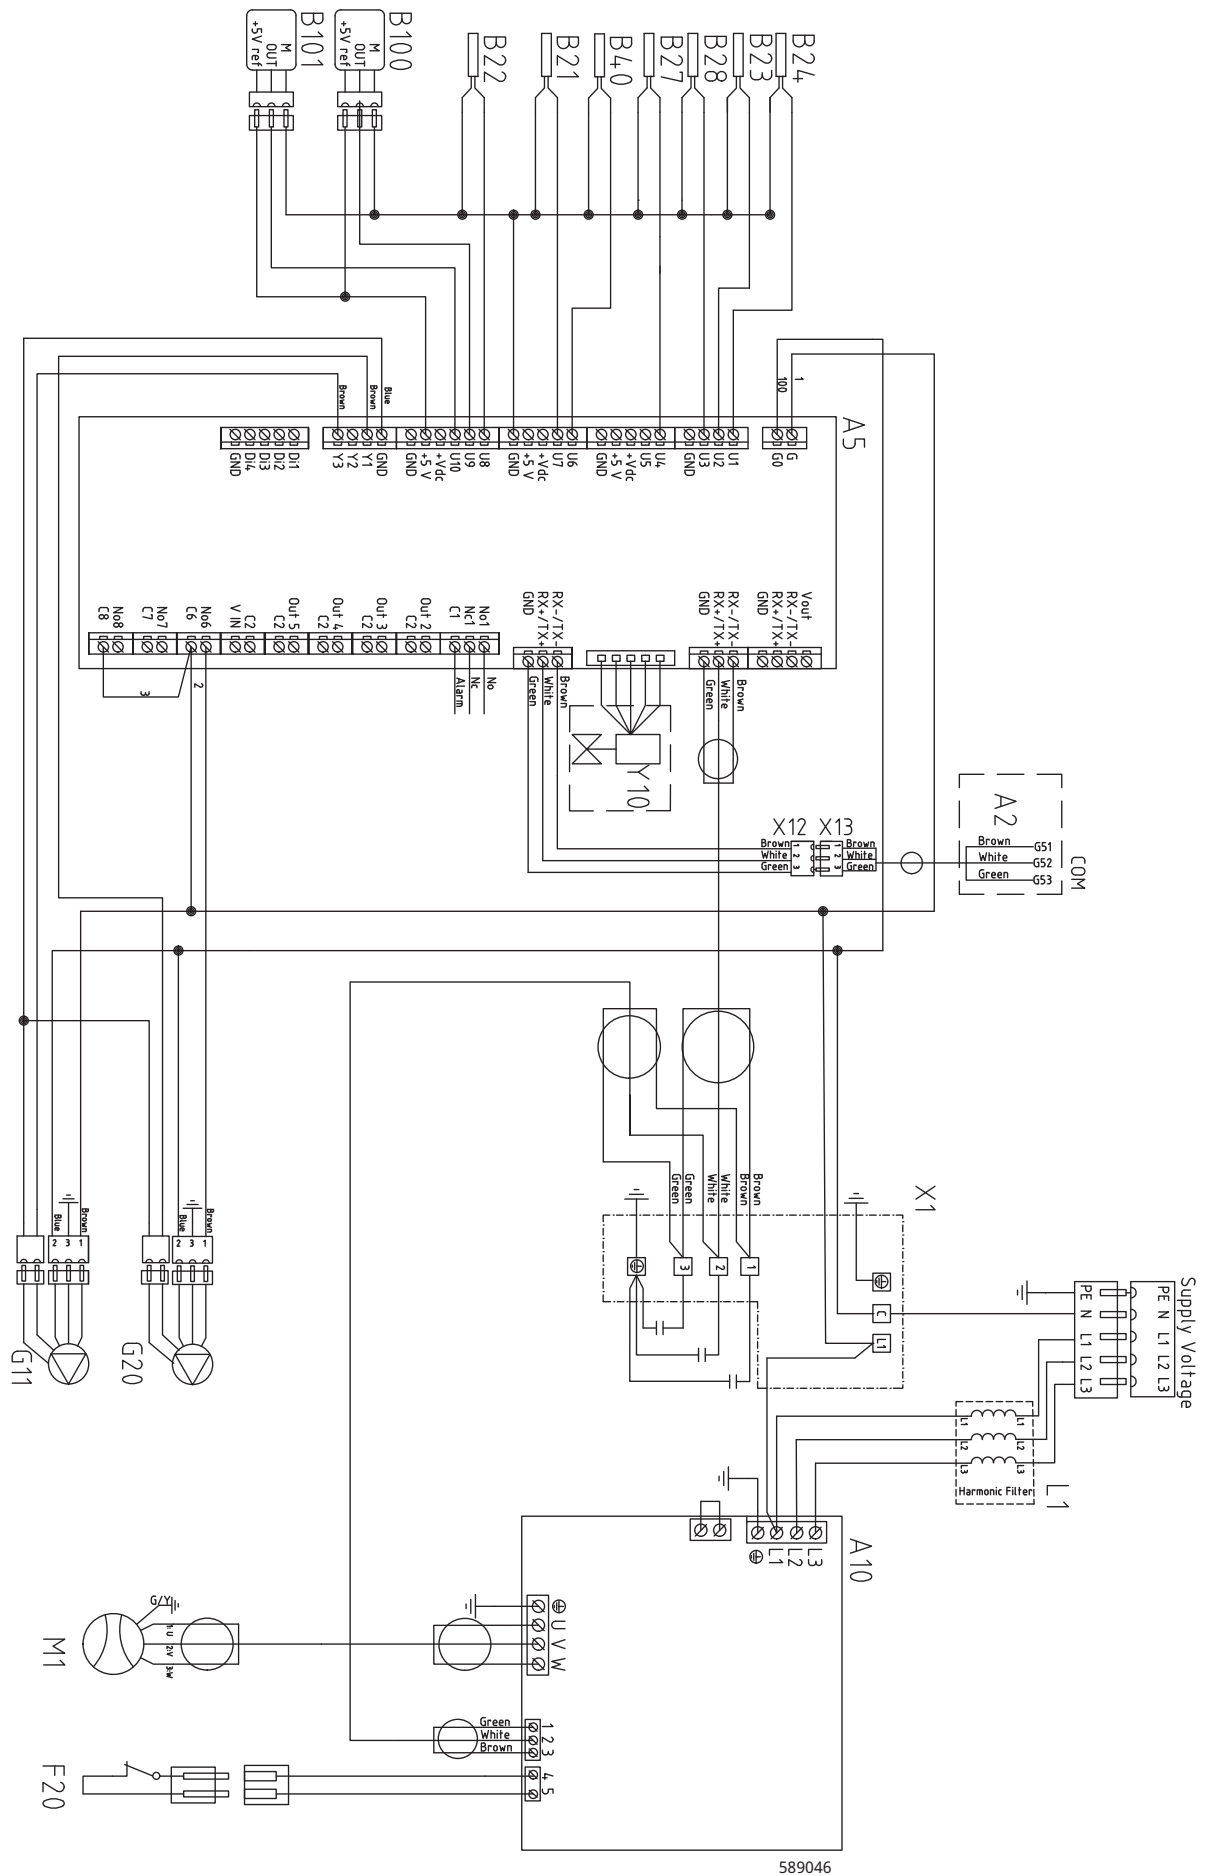 B101
+5V ref
OUT
M
B100
+5V ref
OUT
M
B22
B21
B40
B27
B28
B23
B24
1
100
Blue
Brown
Brown
A5
G
G0
U1
U2
U3
GND
U4
U5
+Vdc
+5 V
GND
U6
U7
+Vdc
+5 V
GND
U8
U9
U10
+Vdc
+5 V
GND
GND
Y1
Y2
Y3
Di1
Di2
Di3
Di4
GND
Vout
RX-/TX-
RX+/TX+
GND
RX-/TX-
RX+/TX+
GND
RX-/TX-
RX+/TX+
GND
No1
Nc1
C1
Out 2
C2
Out 3
C2
Out 4
C2
Out 5
C2
C2
V IN
No6
C6
No7
C7
No8
C8
2
3
No
Nc
Alarm
Brown
White
Green
Brown
White
Green
Y10
A2
COM
Brown
G51
White
G52
Green
G53
X12
X13
Brown
White
Green
1
2
3
1
2
3
Brown
White
Green
X1
Brown
Brown
White
White
Green
Green
1
2
3
C
L1
Supply Voltage
PE N L1 L2 L3
PE N L1 L2 L3
L1
L1
L1
L2
L2
L3
L3
Harmonic Filter
Brown
Blue
1
3
2
G20
Brown
Blue
1
3
2
G11
A10
L3
L2
L1
U
V
W
G/Y
1:U
2:V
3:W
M1
Green
White
Brown
1
2
3
4
5
F20
589046